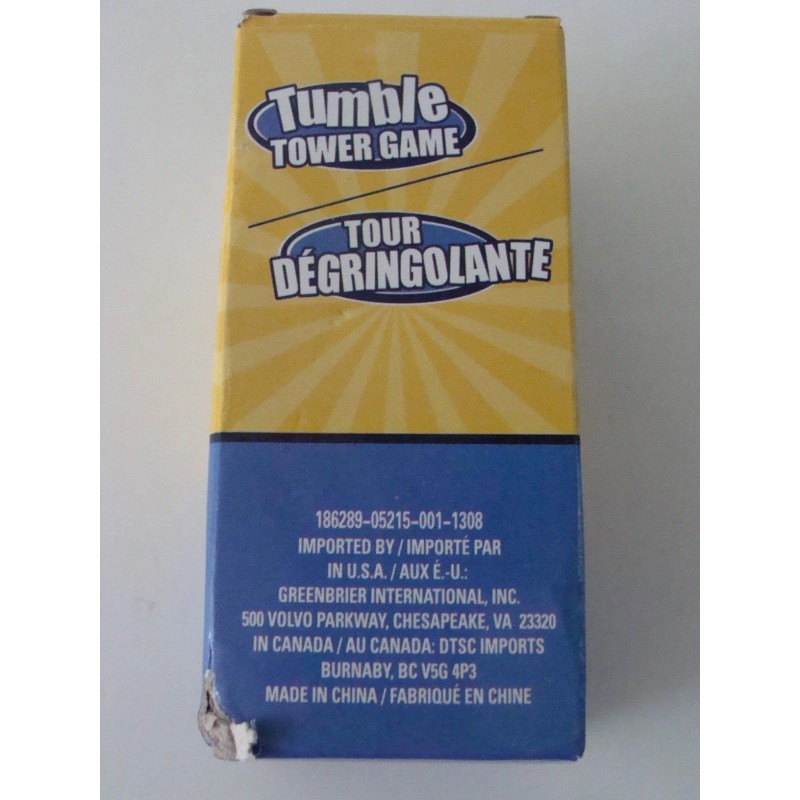 Tumble
TOWER GAME
TOUR
DÉGRINGOLANTE
186289-05215-001-1308
IMPORTED BY / IMPORTÉ PAR
IN U.S.A. / AUX É.-U.:
GREENBRIER INTERNATIONAL, INC.
500 VOLVO PARKWAY, CHESAPEAKE, VA 23320
IN CANADA / AU CANADA: DTSC IMPORTS
BURNABY, BC V5G 4P3
MADE IN CHINA / FABRIQUÉ EN CHINE